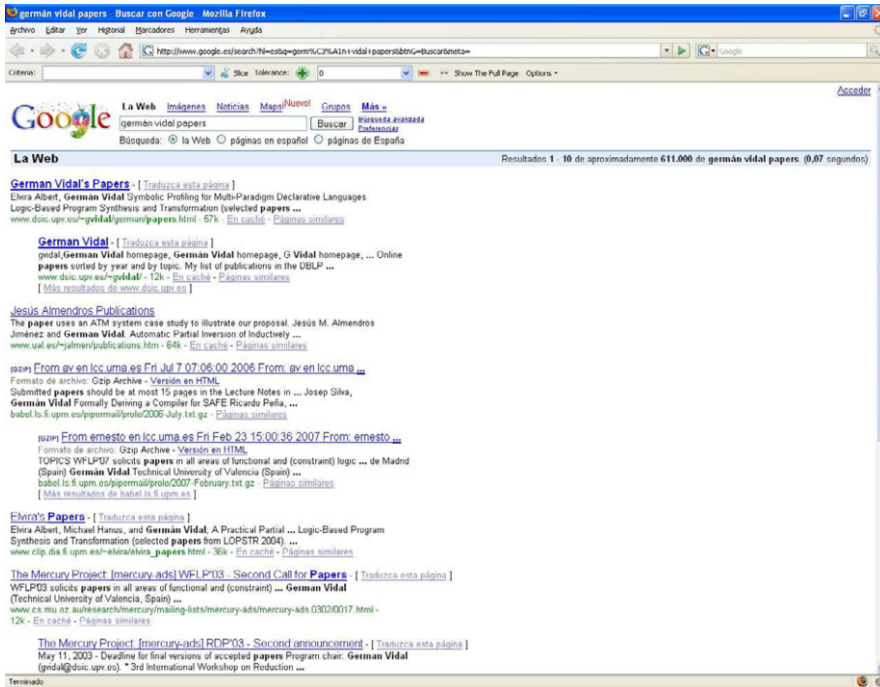 germán vidal papers - Buscar con Google - Mozilla Firefox
Archivo Editar Ver Historial Marcadores Herramientas Ayuda
http://www.google.es/search?hl=es&q=germ%C3%A1n+vidal+papers&btnG=Buscar&meta=
Google
Criteria: Slice Tolerance: 0 Show The Full Page Options
Acceder
Google
La Web Imágenes Noticias Maps Nuevo! Grupos Más »
germán vidal papers Buscar Búsqueda avanzada
Preferencias
Búsqueda: la Web páginas en español páginas de España
La Web Resultados 1 - 10 de aproximadamente 611.000 de germán vidal papers. (0,07 segundos)
German Vidal's Papers - [ Traduzca esta página ]
Elvira Albert, Germán Vidal Symbolic Profiling for Multi-Paradigm Declarative Languages
Logic-Based Program Synthesis and Transformation (selected papers ...
www.dsic.upv.es/~gvidal/german/papers.html - 57k - En caché - Páginas similares
German Vidal - [ Traduzca esta página ]
gvidal,German Vidal homepage, Germán Vidal homepage, G Vidal homepage, ... Online
papers sorted by year and by topic. My list of publications in the DBLP ...
www.dsic.upv.es/~gvidal/ - 12k - En caché - Páginas similares
[ Más resultados de www.dsic.upv.es ]
Jesús Almendros Publications
The paper uses an ATM system case study to illustrate our proposal. Jesús M. Almendros
Jiménez and German Vidal. Automatic Partial Inversion of Inductively ...
www.ual.es/~jalmen/publications.htm - 64k - En caché - Páginas similares
[GZIP] From av en lcc.uma.es Fri Jul 7 07:06:00 2006 From: av en lcc.uma ...
Formato de archivo: Gzip Archive - Versión en HTML
Submitted papers should be at most 15 pages in the Lecture Notes in ... Josep Silva,
Germán Vidal Formally Deriving a Compiler for SAFE Ricardo Peña, ...
babel.ls.fi.upm.es/pipermail/prole/2006-July.txt.gz - Páginas similares
[GZIP] From ernesto en lcc.uma.es Fri Feb 23 15:00:36 2007 From: ernesto ...
Formato de archivo: Gzip Archive - Versión en HTML
TOPICS WFLP'07 solicits papers in all areas of functional and (constraint) logic ... de Madrid
(Spain) Germán Vidal Technical University of Valencia (Spain) ...
babel.ls.fi.upm.es/pipermail/prole/2007-February.txt.gz - Páginas similares
[ Más resultados de babel.ls.fi.upm.es ]
Elvira's Papers - [ Traduzca esta página ]
Elvira Albert, Michael Hanus, and Germán Vidal, A Practical Partial ... Logic-Based Program
Synthesis and Transformation (selected papers from LOPSTR 2004). ...
www.clip.dia.fi.upm.es/~elvira/elvira_papers.html - 36k - En caché - Páginas similares
The Mercury Project: [mercury-ads] WFLP'03 - Second Call for Papers - [ Traduzca esta página ]
WFLP'03 solicits papers in all areas of functional and (constraint) ... German Vidal
(Technical University of Valencia, Spain) ...
www.cs.mu.oz.au/research/mercury/mailing-lists/mercury-ads/mercury-ads.0302/0017.html -
12k - En caché - Páginas similares
The Mercury Project: [mercury-ads] RDP'03 - Second announcement - [ Traduzca esta página ]
May 11, 2003 - Deadline for final versions of accepted papers Program chair: German Vidal
(gvidal@dsic.upv.es). * 3rd International Workshop on Reduction ...
Terminado